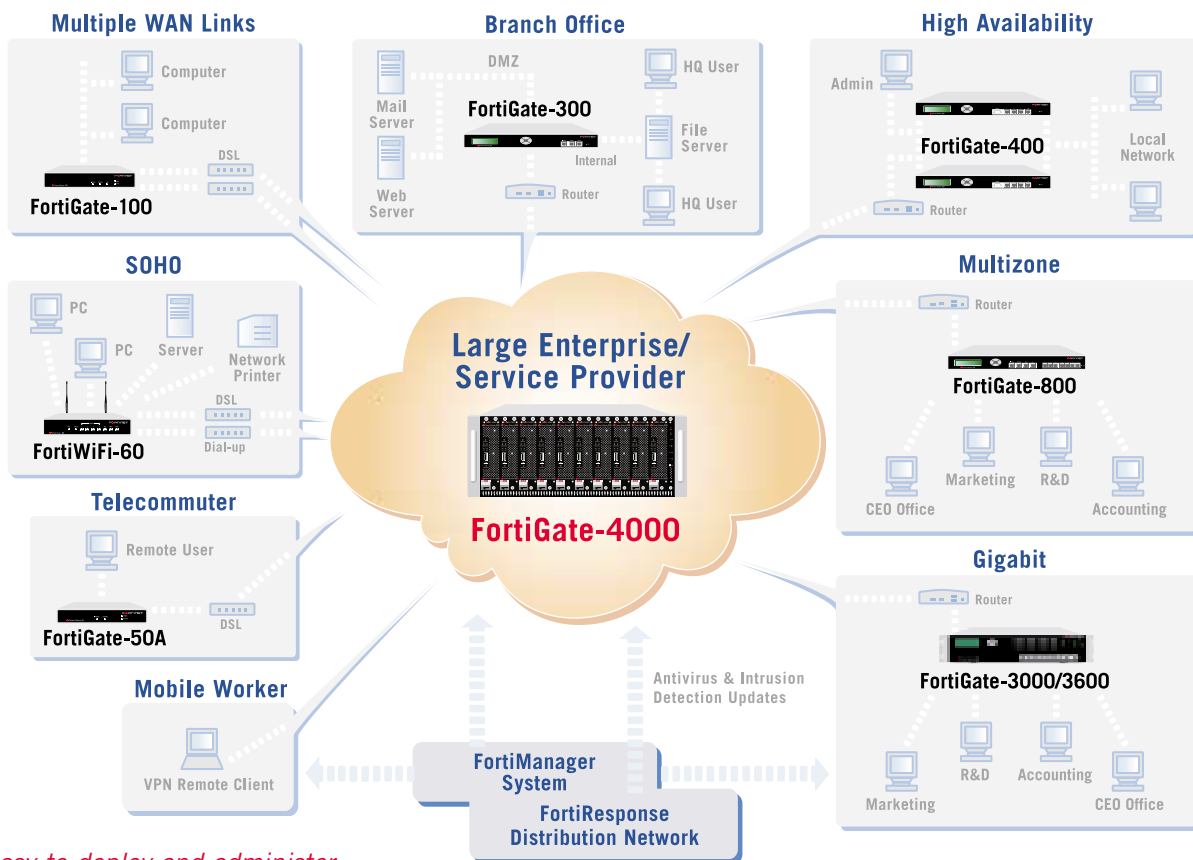 Multiple WAN Links
Computer
Computer
DSL
FortiGate-100
Branch Office
DMZ
Mail
Server
FortiGate-300
Internal
Web
Server
Router
HQ User
File
Server
HQ User
High Availability
Admin
FortiGate-400
Local
Network
Router
SOHO
PC
PC
Server
Network
Printer
DSL
Dial-up
FortiWiFi-60
Large Enterprise/
Service Provider
FortiGate-4000
Multizone
Router
FortiGate-800
CEO Office
Marketing
R&D
Accounting
Telecommuter
Remote User
DSL
FortiGate-50A
Gigabit
Router
FortiGate-3000/3600
Marketing
R&D
Accounting
CEO Office
Mobile Worker
VPN Remote Client
Antivirus & Intrusion
Detection Updates
FortiManager
System
FortiResponse
Distribution Network
to deploy and administer